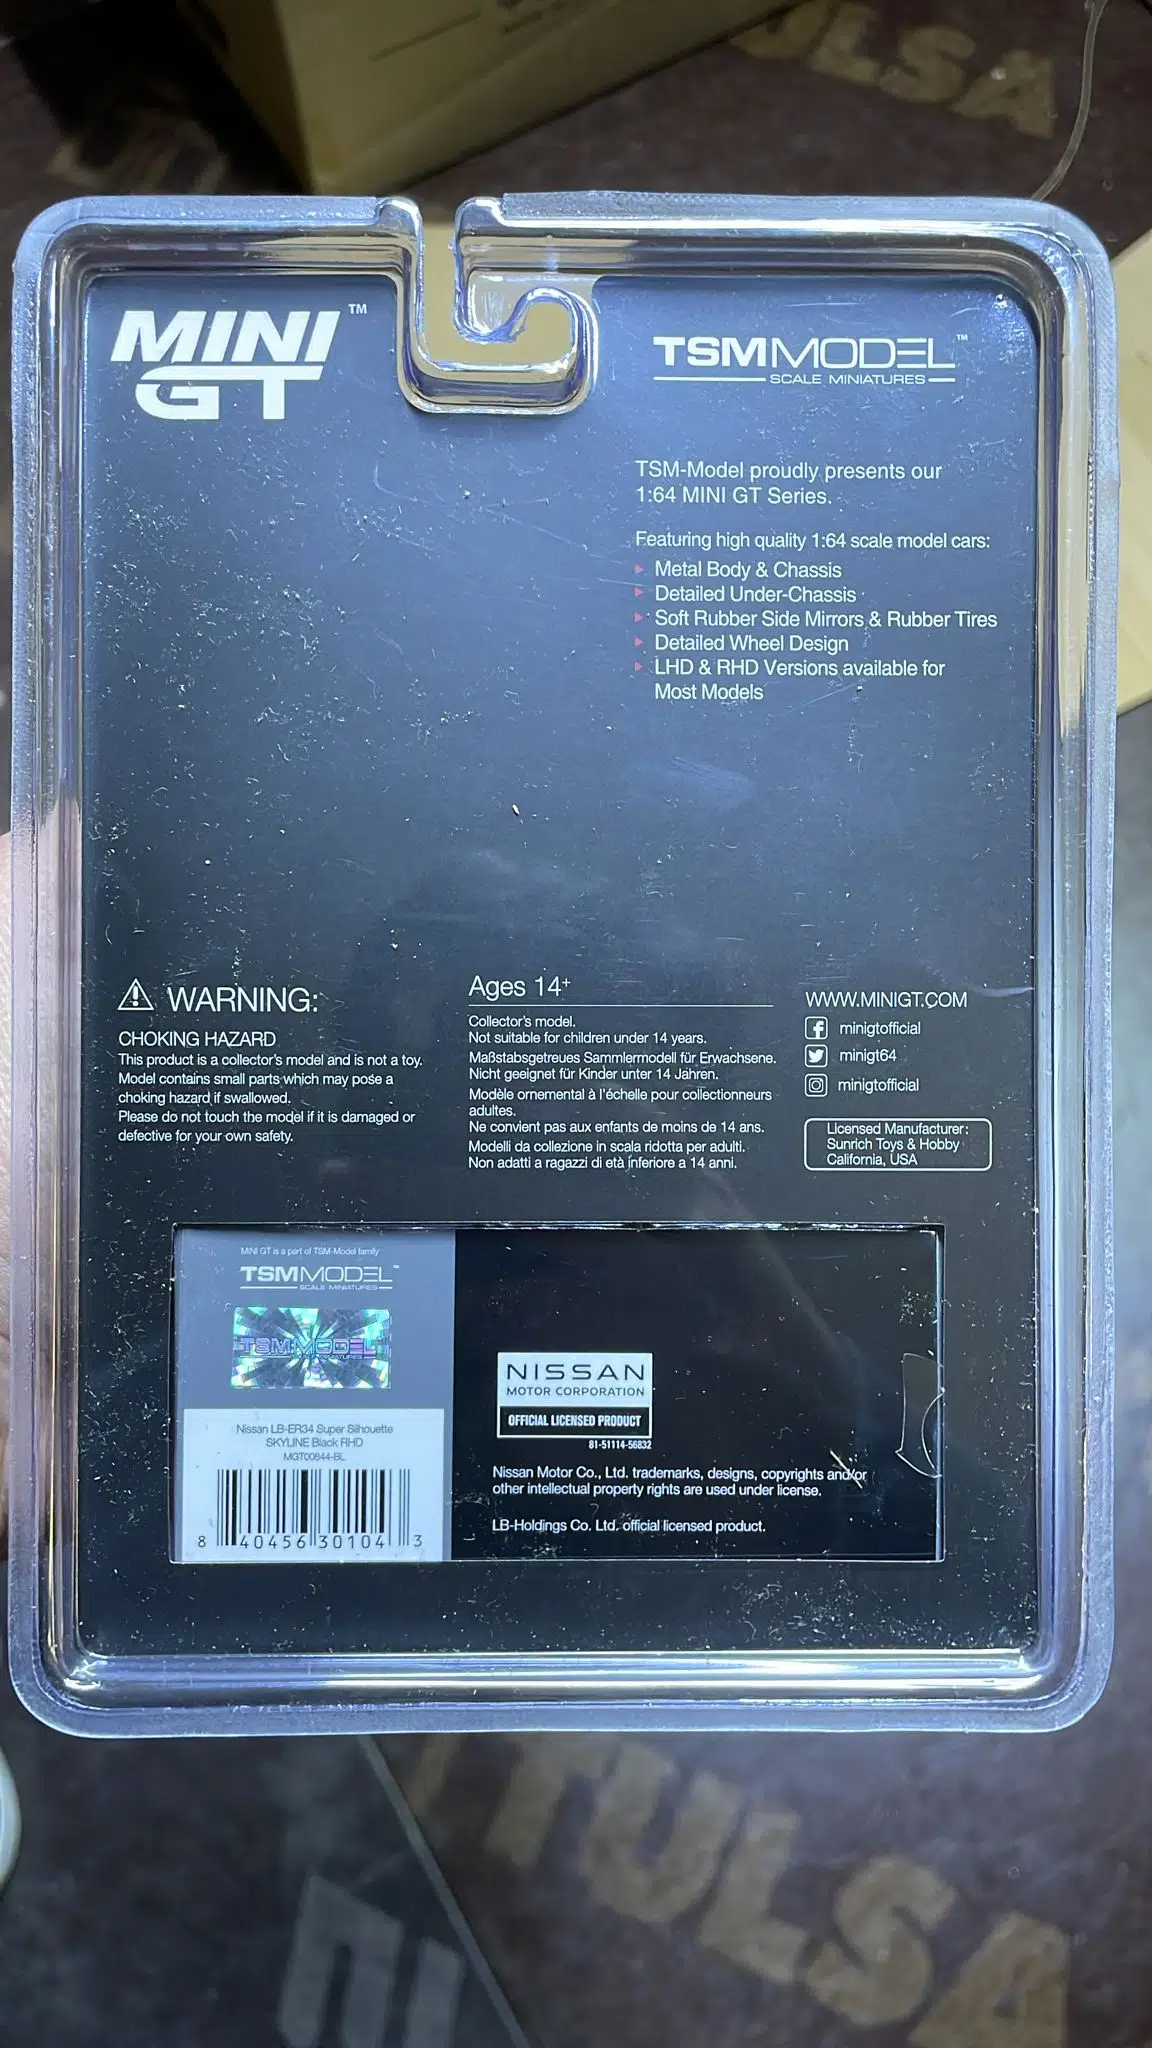 TULSA
MINI
GT
™
TSMMODEL™
SCALE MINIATURES
TSM-Model proudly presents our
1:64 MINI GT Series.
Featuring high quality 1:64 scale model cars:
Metal Body & Chassis
Detailed Under-Chassis
Soft Rubber Side Mirrors & Rubber Tires
Detailed Wheel Design
LHD & RHD Versions available for
Most Models
WARNING:
CHOKING HAZARD
This product is a collector's model and is not a toy.
Model contains small parts which may pose a
choking hazard if swallowed.
Please do not touch the model if it is damaged or
defective for your own safety.
Ages 14+
Collector's model.
Not suitable for children under 14 years.
Maßstabsgetreues Sammlermodell für Erwachsene.
Nicht geeignet für Kinder unter 14 Jahren.
Modèle ornemental à l'échelle pour collectionneurs
adultes.
Ne convient pas aux enfants de moins de 14 ans.
Modelli da collezione in scala ridotta per adulti.
Non adatti a ragazzi di età inferiore a 14 anni.
WWW.MINIGT.COM
minigtofficial
minigt64
minigtofficial
Licensed Manufacturer:
Sunrich Toys & Hobby
California, USA
MINI GT is a part of TSM-Model family
TSMMODEL™
SCALE MINIATURES
TSMMODEL
SCALE MINIATURES
Nissan LB-ER34 Super Silhouette
SKYLINE Black RHD
MGT00844-BL
8 40456 30104 3
NISSAN
MOTOR CORPORATION
OFFICIAL LICENSED PRODUCT
81-51114-56832
Nissan Motor Co., Ltd. trademarks, designs, copyrights and/or
other intellectual property rights are used under license.
LB-Holdings Co. Ltd. official licensed product.
TULSA